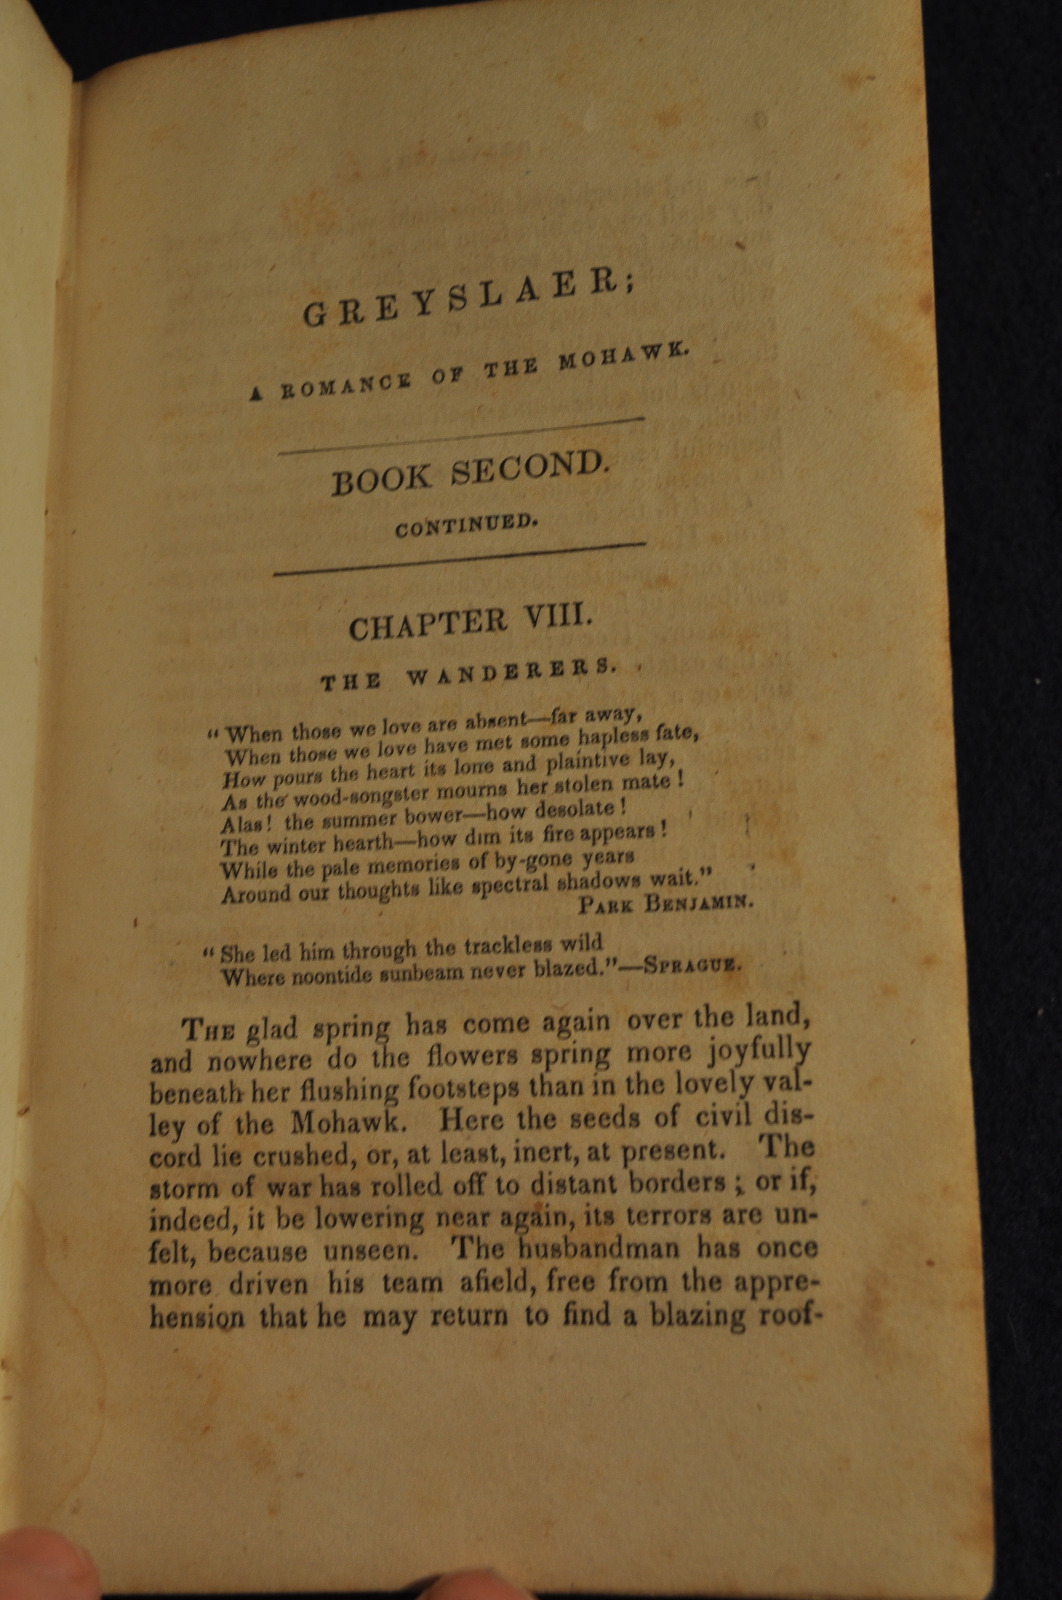 GREYSLAER;
A ROMANCE OF THE MOHAWK.
BOOK SECOND.
CONTINUED.
CHAPTER VIII.
THE WANDERERS.
“When those we love are absent—far away,
When those we love have met some hapless fate,
How pours the heart its lone and plaintive lay,
As the wood-songster mourns her stolen mate!
Alas! the summer bower—how desolate!
The winter hearth—how dim its fire appears!
While the pale memories of by-gone years
Around our thoughts like spectral shadows wait.”
PARK BENJAMIN.
“She led him through the trackless wild
Where noontide sunbeam never blazed.”—SPRAGUE.
THE glad spring has come again over the land,
and nowhere do the flowers spring more joyfully
beneath her flushing footsteps than in the lovely val-
ley of the Mohawk. Here the seeds of civil dis-
cord lie crushed, or, at least, inert, at present. The
storm of war has rolled off to distant borders; or if,
indeed, it be lowering near again, its terrors are un-
felt, because unseen. The husbandman has once
more driven his team afield, free from the appre-
hension that he may return to find a blazing roof-